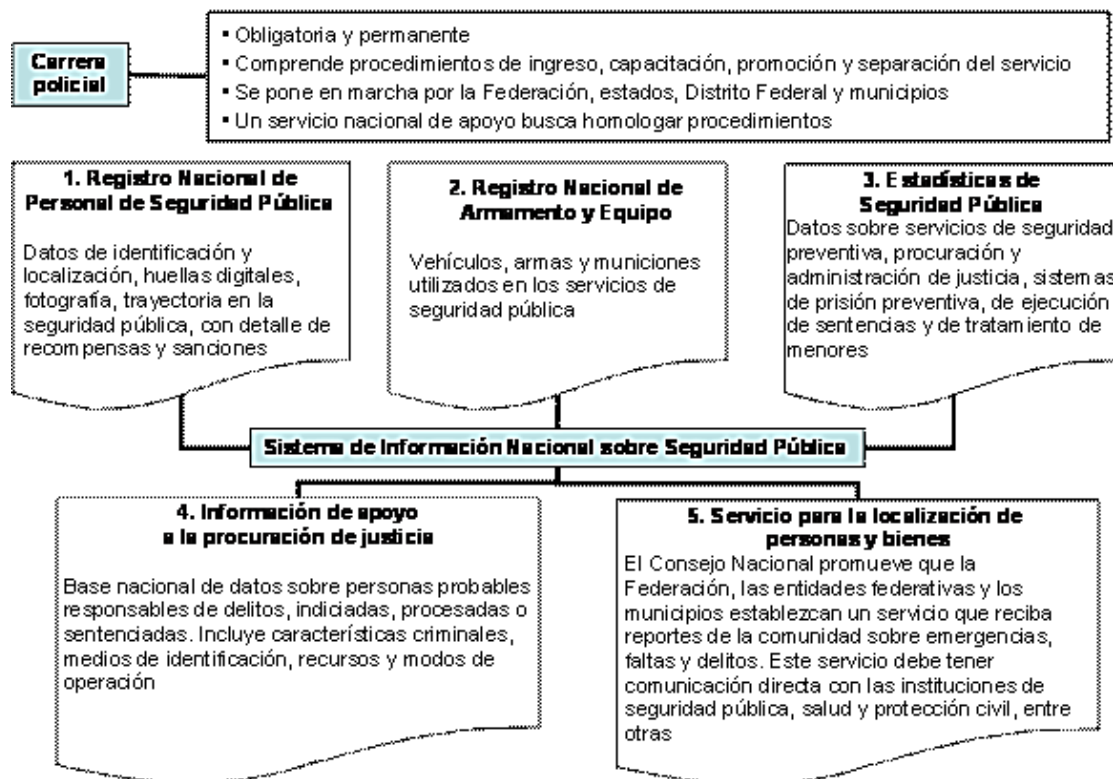 Carrera
policial
▪ Obligatoria y permanente
▪ Comprende procedimientos de ingreso, capacitación, promoción y separación del servicio
▪ Se pone en marcha por la Federación, estados, Distrito Federal y municipios
▪ Un servicio nacional de apoyo busca homologar procedimientos
1. Registro Nacional de
Personal de Seguridad Pública
Datos de identificación y
localización, huellas digitales,
fotografía, trayectoria en la
seguridad pública, con detalle de
recompensas y sanciones
2. Registro Nacional de
Armamento y Equipo
Vehículos, armas y municiones
utilizados en los servicios de
seguridad pública
3. Estadísticas de
Seguridad Pública
Datos sobre servicios de seguridad
preventiva, procuración y
administración de justicia, sistemas
de prisión preventiva, de ejecución
de sentencias y de tratamiento de
menores
Sistema de Información Nacional sobre Seguridad Pública
4. Información de apoyo
a la procuración de justicia
Base nacional de datos sobre personas probables
responsables de delitos, indiciadas, procesadas o
sentenciadas. Incluye características criminales,
medios de identificación, recursos y modos de
operación
5. Servicio para la localización de
personas y bienes
El Consejo Nacional promueve que la
Federación, las entidades federativas y los
municipios establezcan un servicio que reciba
reportes de la comunidad sobre emergencias,
faltas y delitos. Este servicio debe tener
comunicación directa con las instituciones de
seguridad pública, salud y protección civil, entre
otras